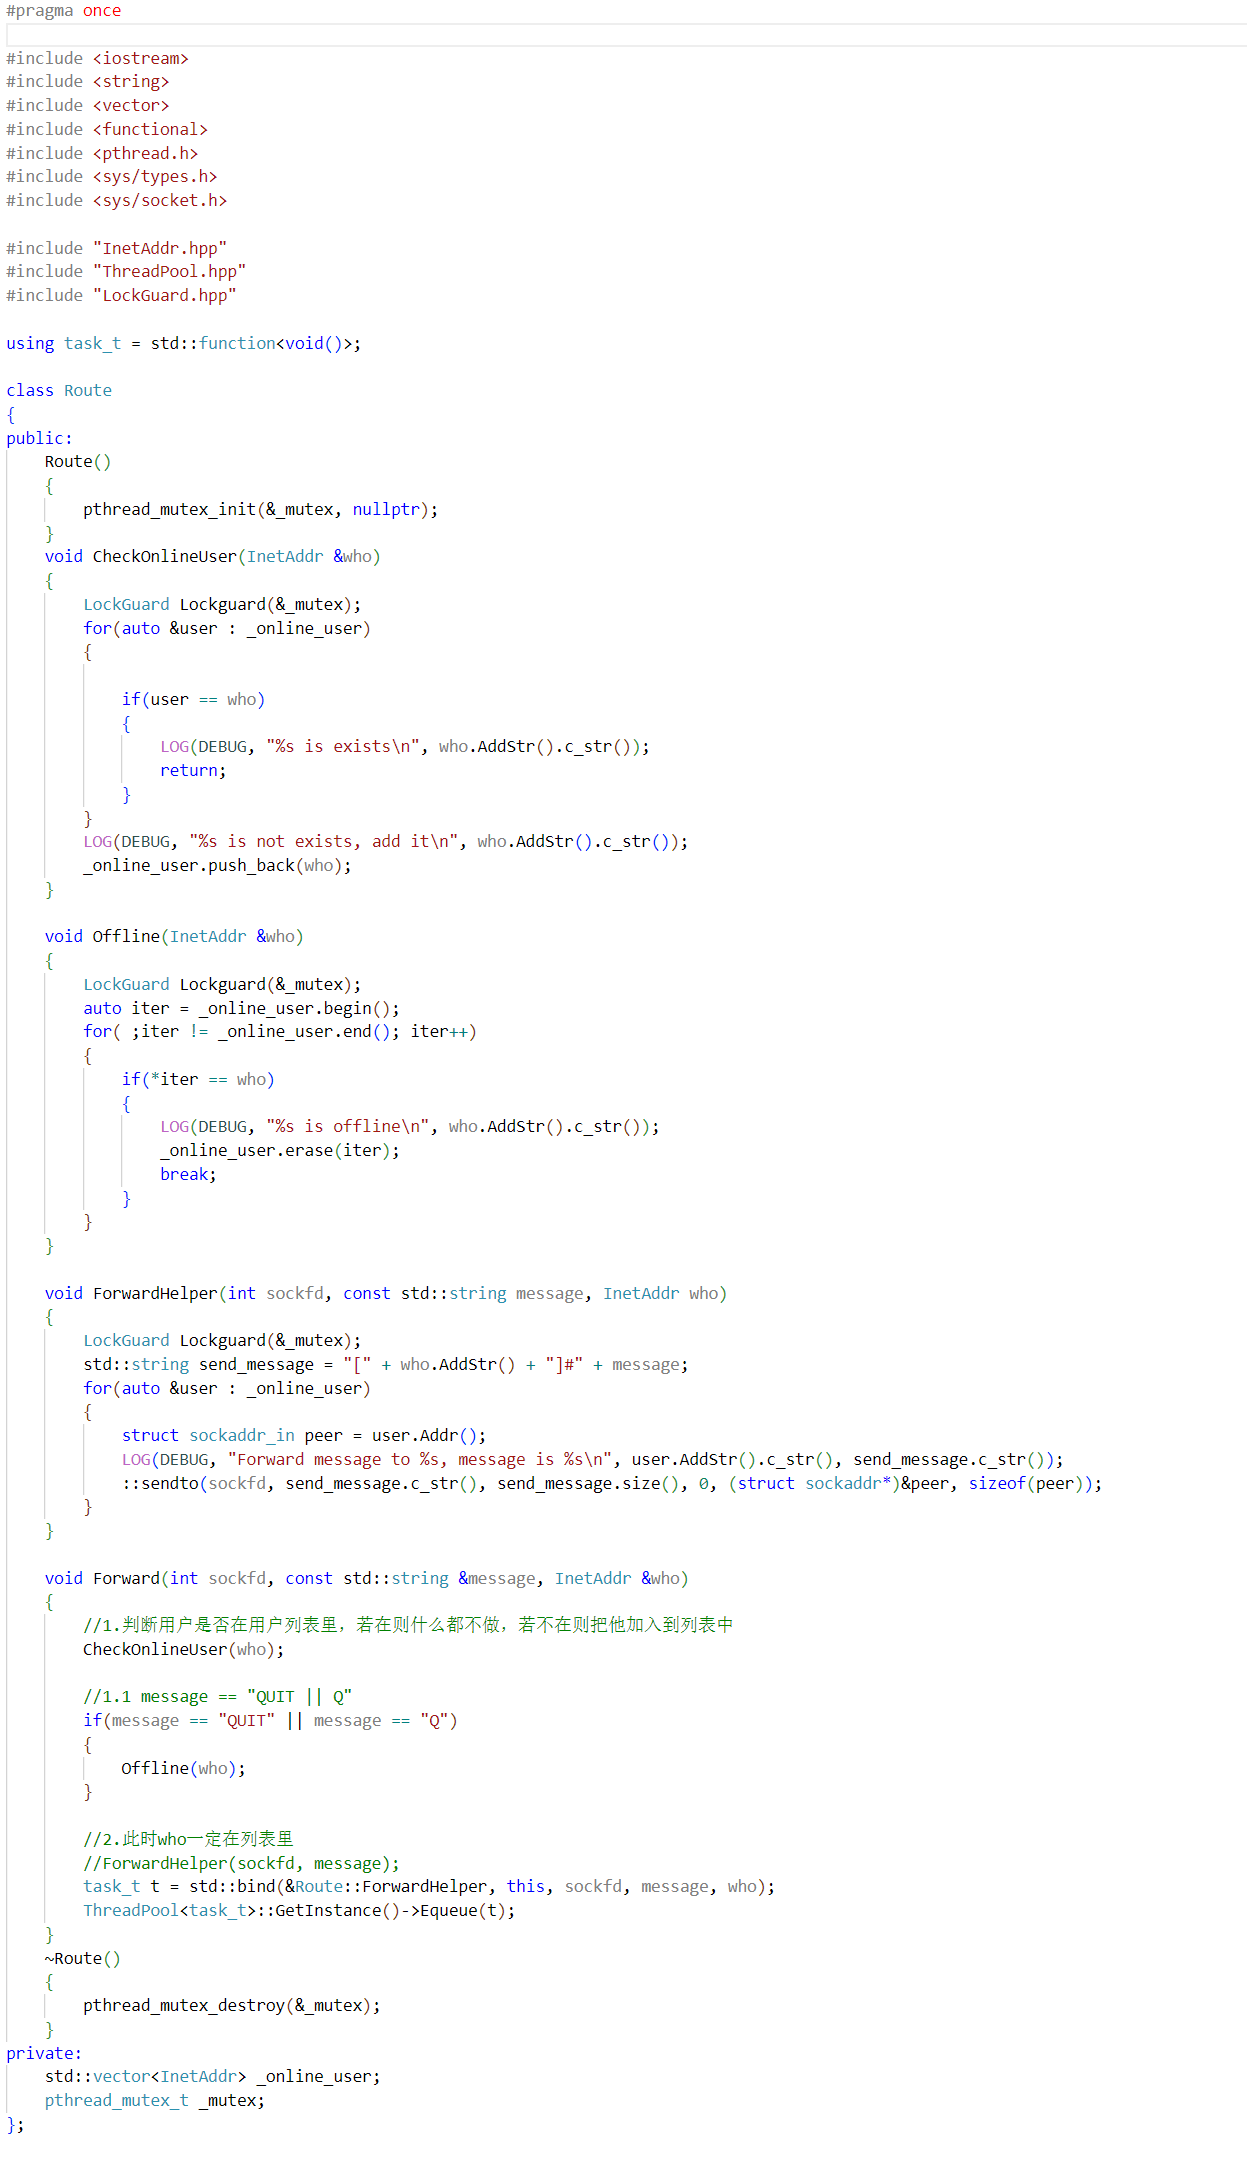 #pragma once
#include <iostream>
#include <string>
#include <vector>
#include <functional>
#include <pthread.h>
#include <sys/types.h>
#include <sys/socket.h>
#include "InetAddr.hpp"
#include "ThreadPool.hpp"
#include "LockGuard.hpp"
using task_t = std::function<void()>;
class Route
{
public:
    Route()
    {
        pthread_mutex_init(&_mutex, nullptr);
    }
    void CheckOnlineUser(InetAddr &who)
    {
        LockGuard Lockguard(&_mutex);
        for(auto &user : _online_user)
        {
            if(user == who)
            {
                LOG(DEBUG, "%s is exists\n", who.AddStr().c_str());
                return;
            }
        }
        LOG(DEBUG, "%s is not exists, add it\n", who.AddStr().c_str());
        _online_user.push_back(who);
    }
    void Offline(InetAddr &who)
    {
        LockGuard Lockguard(&_mutex);
        auto iter = _online_user.begin();
        for( ;iter != _online_user.end(); iter++)
        {
            if(*iter == who)
            {
                LOG(DEBUG, "%s is offline\n", who.AddStr().c_str());
                _online_user.erase(iter);
                break;
            }
        }
    }
    void ForwardHelper(int sockfd, const std::string message, InetAddr who)
    {
        LockGuard Lockguard(&_mutex);
        std::string send_message = "[" + who.AddStr() + "]#" + message;
        for(auto &user : _online_user)
        {
            struct sockaddr_in peer = user.Addr();
            LOG(DEBUG, "Forward message to %s, message is %s\n", user.AddStr().c_str(), send_message.c_str());
            ::sendto(sockfd, send_message.c_str(), send_message.size(), 0, (struct sockaddr*)&peer, sizeof(peer));
        }
    }
    void Forward(int sockfd, const std::string &message, InetAddr &who)
    {
        //1.判断用户是否在用户列表里，若在则什么都不做，若不在则把他加入到列表中
        CheckOnlineUser(who);
        //1.1 message == "QUIT || Q"
        if(message == "QUIT" || message == "Q")
        {
            Offline(who);
        }
        //2.此时who一定在列表里
        //ForwardHelper(sockfd, message);
        task_t t = std::bind(&Route::ForwardHelper, this, sockfd, message, who);
        ThreadPool<task_t>::GetInstance()->Equeue(t);
    }
    ~Route()
    {
        pthread_mutex_destroy(&_mutex);
    }
private:
    std::vector<InetAddr> _online_user;
    pthread_mutex_t _mutex;
};